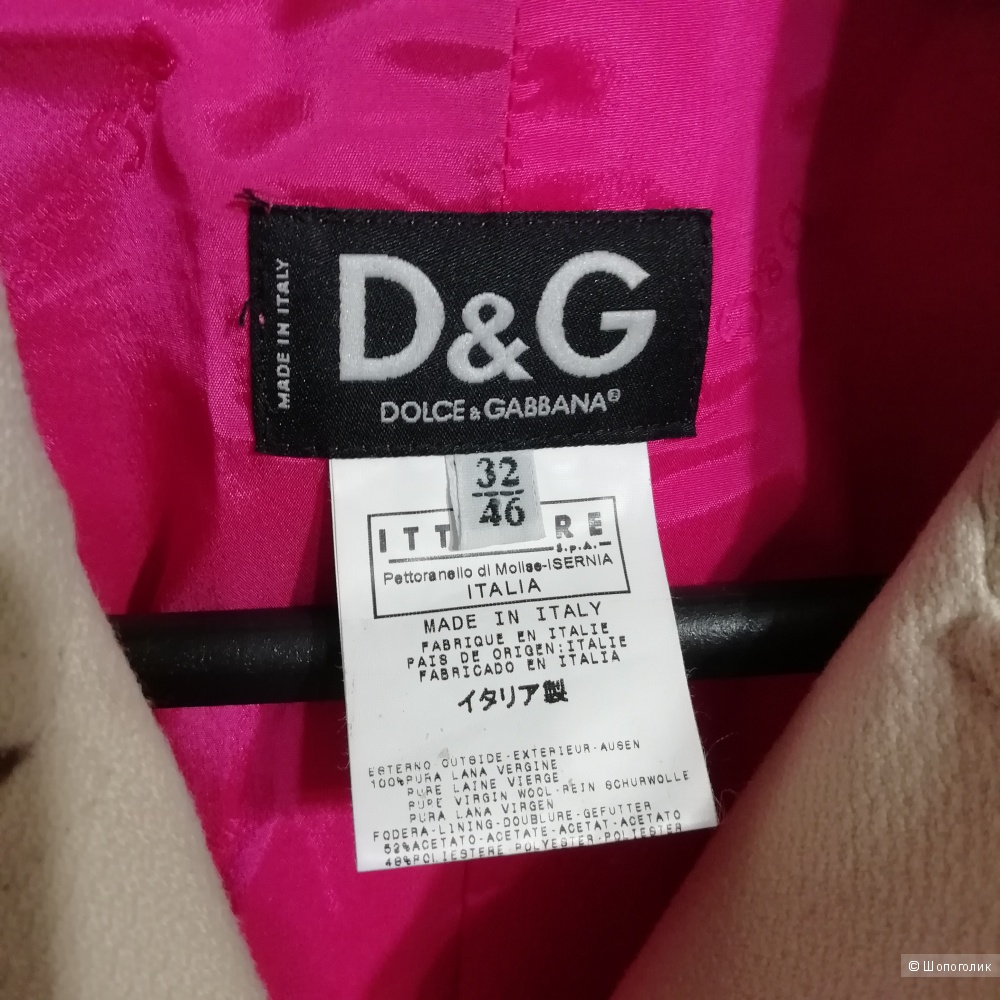 MADE IN ITALY
D&G
DOLCE & GABBANA®
32
46
ITT RE
S.p.A.
Pettoranello di Molise-ISERNIA
ITALIA
MADE IN ITALY
FABRIQUE EN ITALIE
PAIS DE ORIGEN:ITALIE
FABRICADO EN ITALIA
イタリア製
ESTERNO OUTSIDE-EXTERIEUR-AUSEN
100%PURA LANA VERGINE
PURE LAINE VIERGE
PURE VIRGIN WOOL-REIN SCHURWOLLE
PURA LANA VIRGEN
FODERA-LINING-DOUBLURE-GEFUTTER
52%ACETATO-ACETATE-ACETAT-ACETATO
48%POLIESTERE POLYESTER-POLIESTER
© Шопоголик